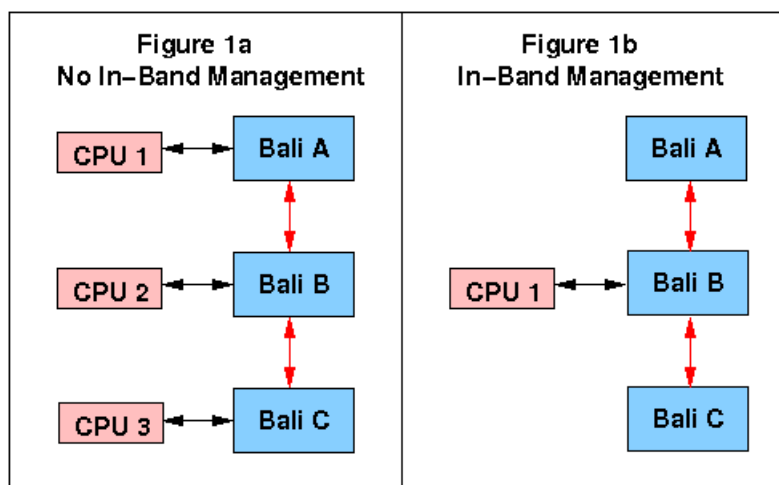 Figure 1a
No In-Band Management
CPU 1
Bali A
CPU 2
Bali B
CPU 3
Bali C
Figure 1b
In-Band Management
Bali A
CPU 1
Bali B
Bali C